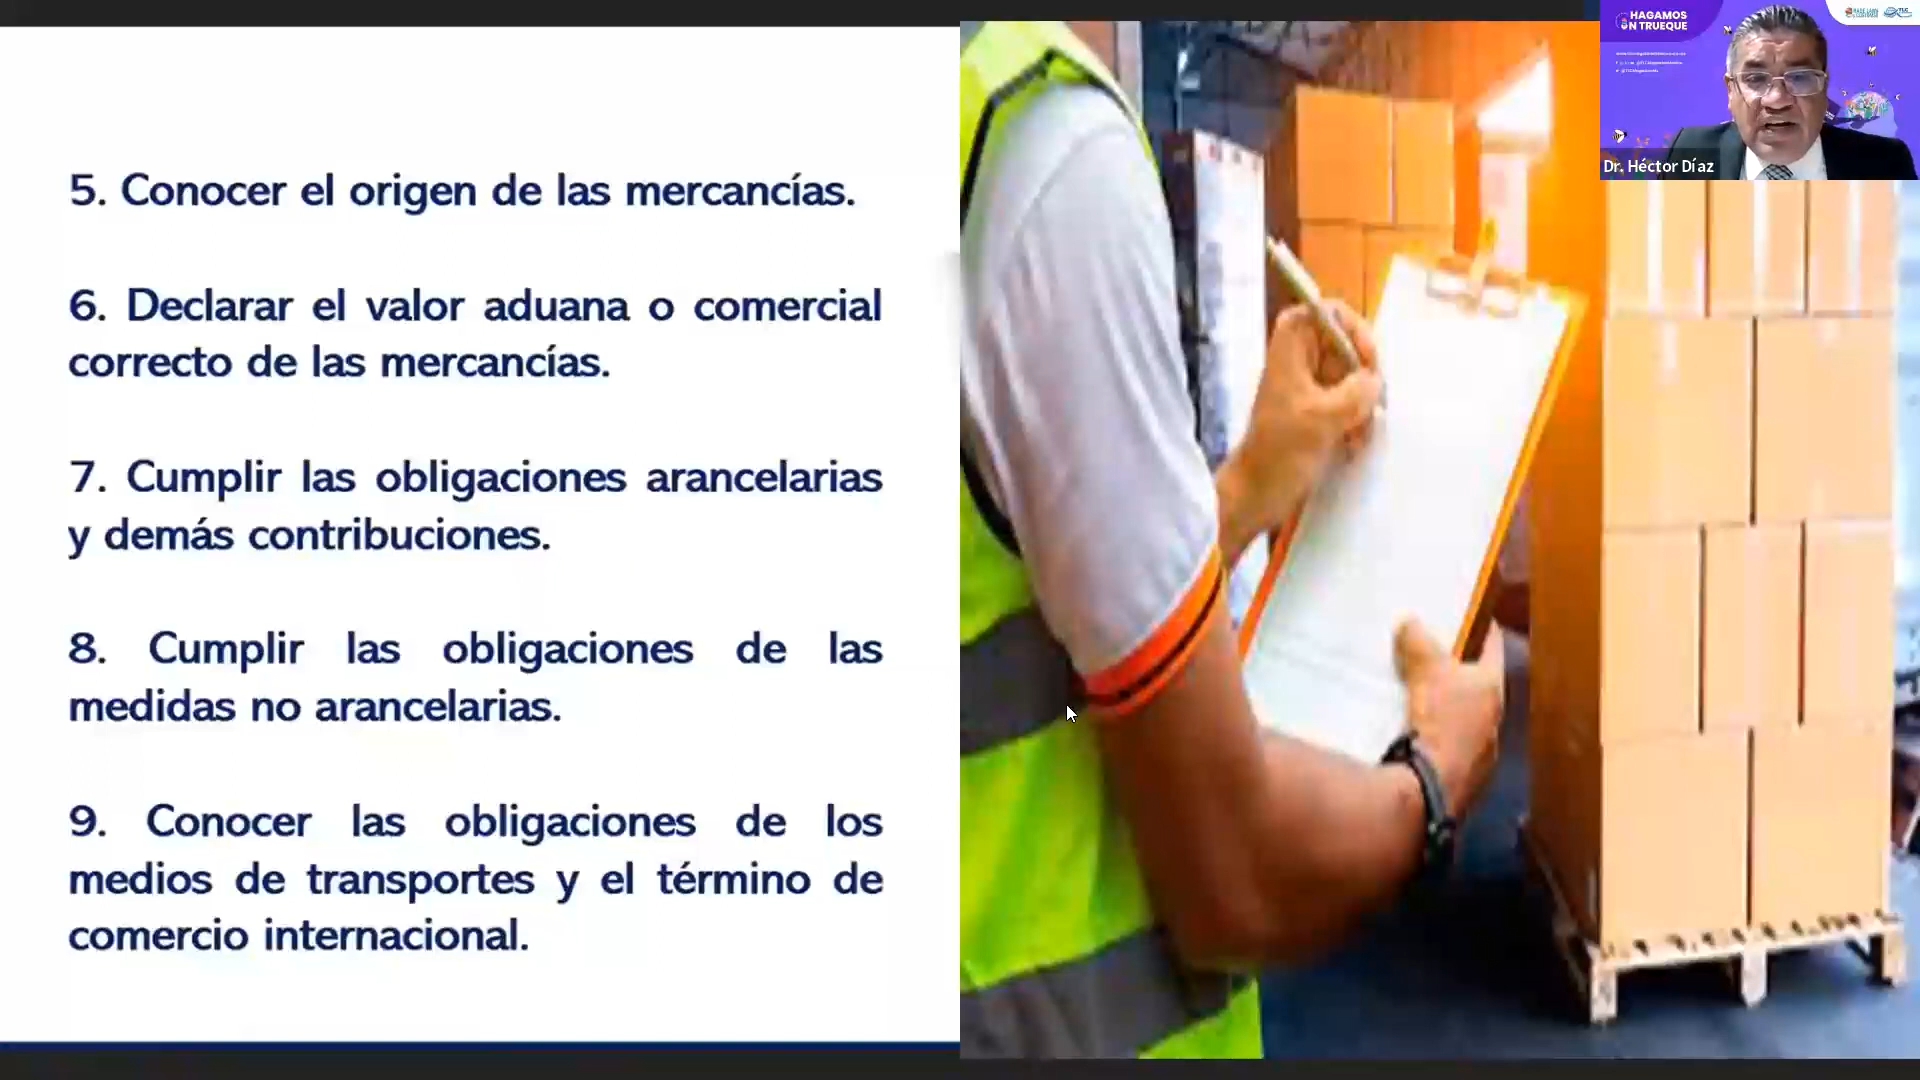 5. Conocer el origen de las mercancías.
6. Declarar el valor aduana o comercial
correcto de las mercancías.
7. Cumplir las obligaciones arancelarias
y demás contribuciones.
8. Cumplir las obligaciones de las
medidas no arancelarias.
9. Conocer las obligaciones de los
medios de transportes y el término de
comercio internacional.
HAGAMOS
UN TRUEQUE
TLC
Dr. Héctor Díaz